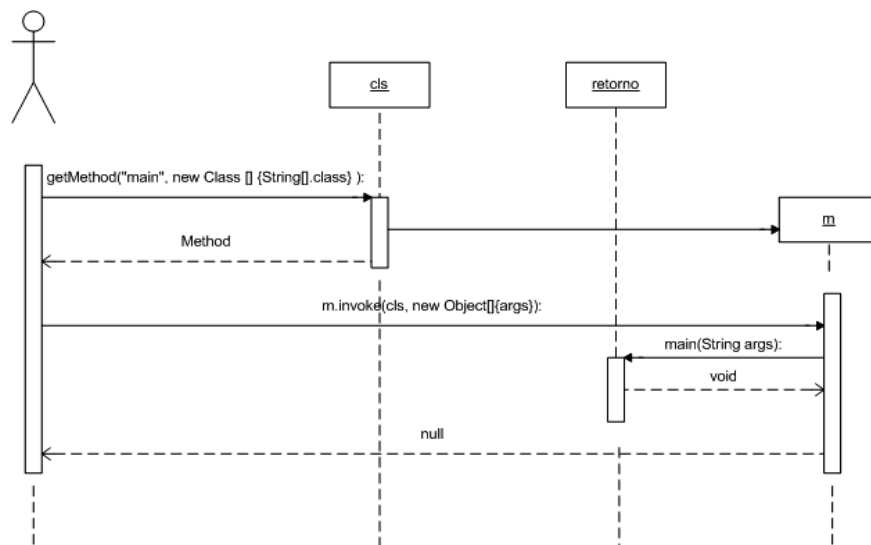 cls
retorno
getMethod("main", new Class [] {String[].class} ):
m
Method
m.invoke(cls, new Object[]{args}):
main(String args):
void
null